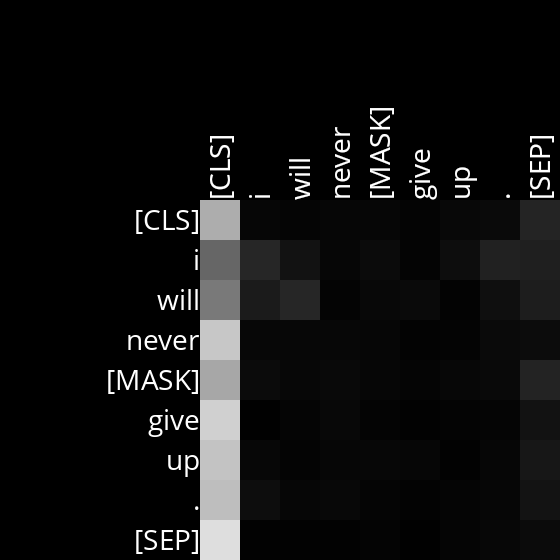 [CLS] i will never [MASK] give up . [SEP]
[CLS]
i
will
never
[MASK]
give
up
.
[SEP]